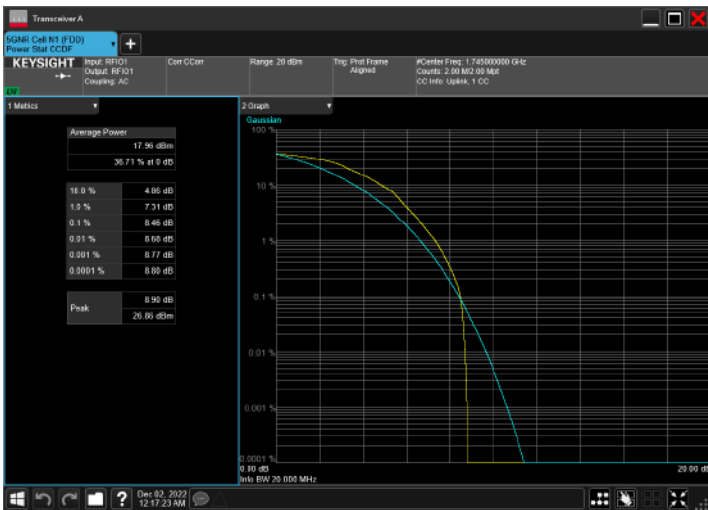 Transceiver A
5GNR Cell N1 (FDD)
Power Stat CCDF
KEYSIGHT
Input: RFIO1
Output: RFIO1
Coupling: AC
Corr CCorr
Range: 20 dBm
Trig: Prot Frame
Aligned
#Center Freq: 1.745000000 GHz
Counts: 2.00 M/2.00 Mpt
CC Info: Uplink, 1 CC
1 Metrics
Average Power
17.96 dBm
36.71 % at 0 dB
10.0 % 4.86 dB
1.0 % 7.31 dB
0.1 % 8.46 dB
0.01 % 8.68 dB
0.001 % 8.77 dB
0.0001 % 8.80 dB
Peak
8.90 dB
26.86 dBm
2 Graph
Gaussian
100 %
10 %
1 %
0.1 %
0.01 %
0.001 %
0.0001 %
0.00 dB
20.00 dB
Info BW 20.000 MHz
Dec 02, 2022
12:17:23 AM